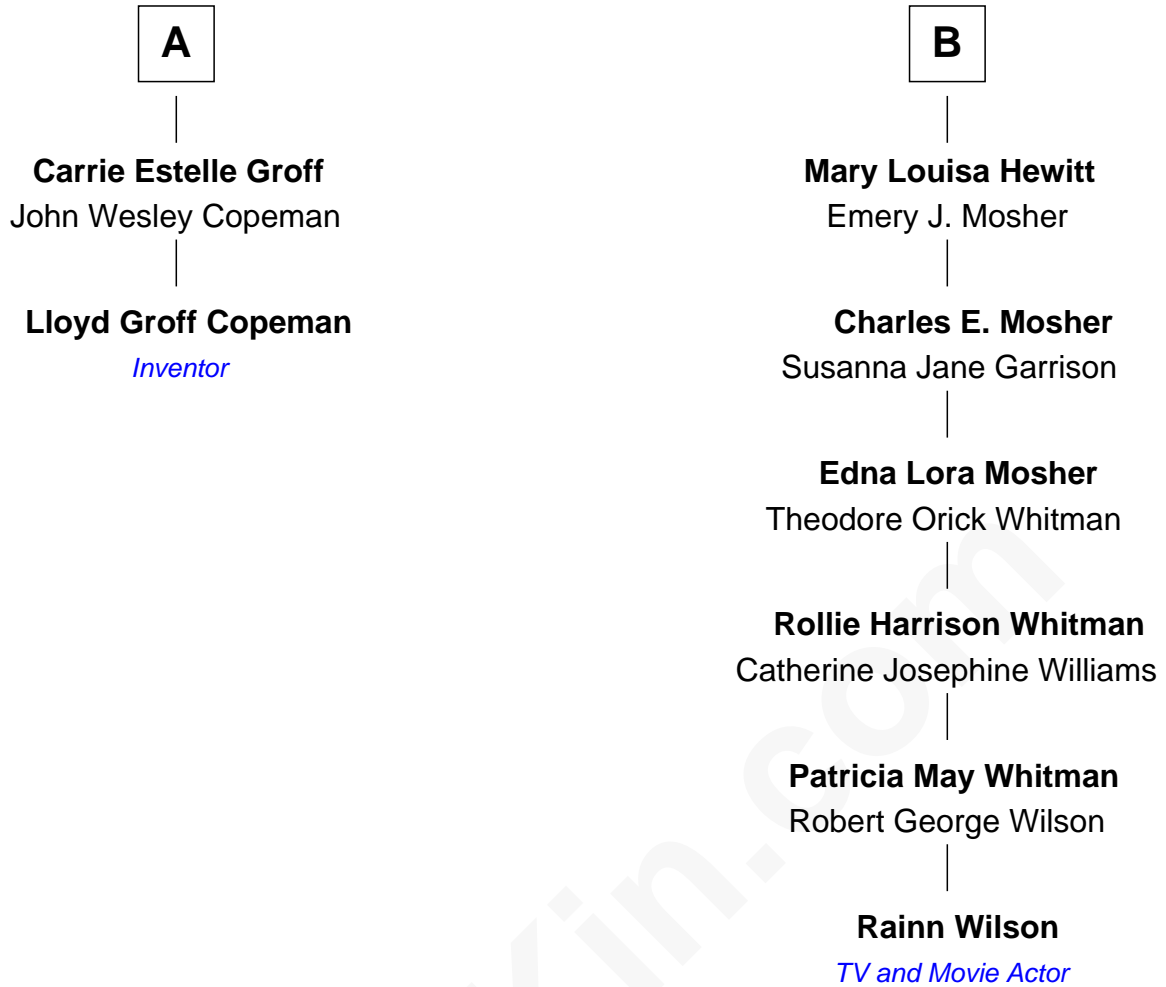 A
Carrie Estelle Groff
John Wesley Copeman
Lloyd Groff Copeman
Inventor
B
Mary Louisa Hewitt
Emery J. Mosher
Charles E. Mosher
Susanna Jane Garrison
Edna Lora Mosher
Theodore Orick Whitman
Rollie Harrison Whitman
Catherine Josephine Williams
Patricia May Whitman
Robert George Wilson
Rainn Wilson
TV and Movie Actor